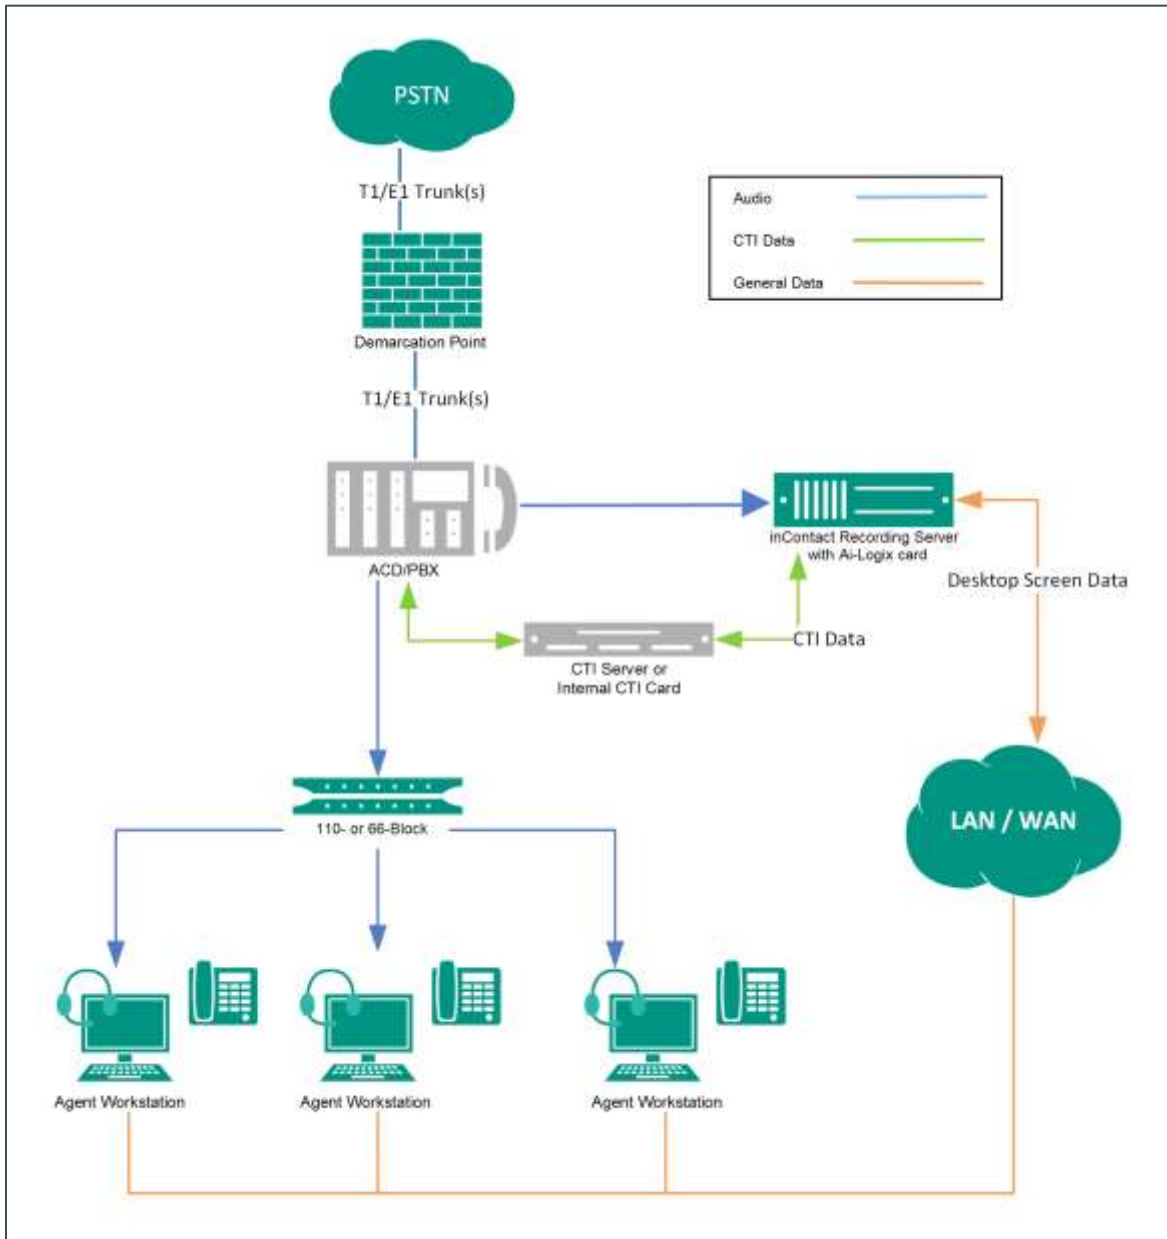 PSTN
T1/E1 Trunk(s)
Audio
CTI Data
General Data
Demarcation Point
T1/E1 Trunk(s)
ACD/PBX
inContact Recording Server
with Ai-Logix card
Desktop Screen Data
CTI Data
CTI Server or
Internal CTI Card
110- or 66-Block
LAN / WAN
Agent Workstation
Agent Workstation
Agent Workstation